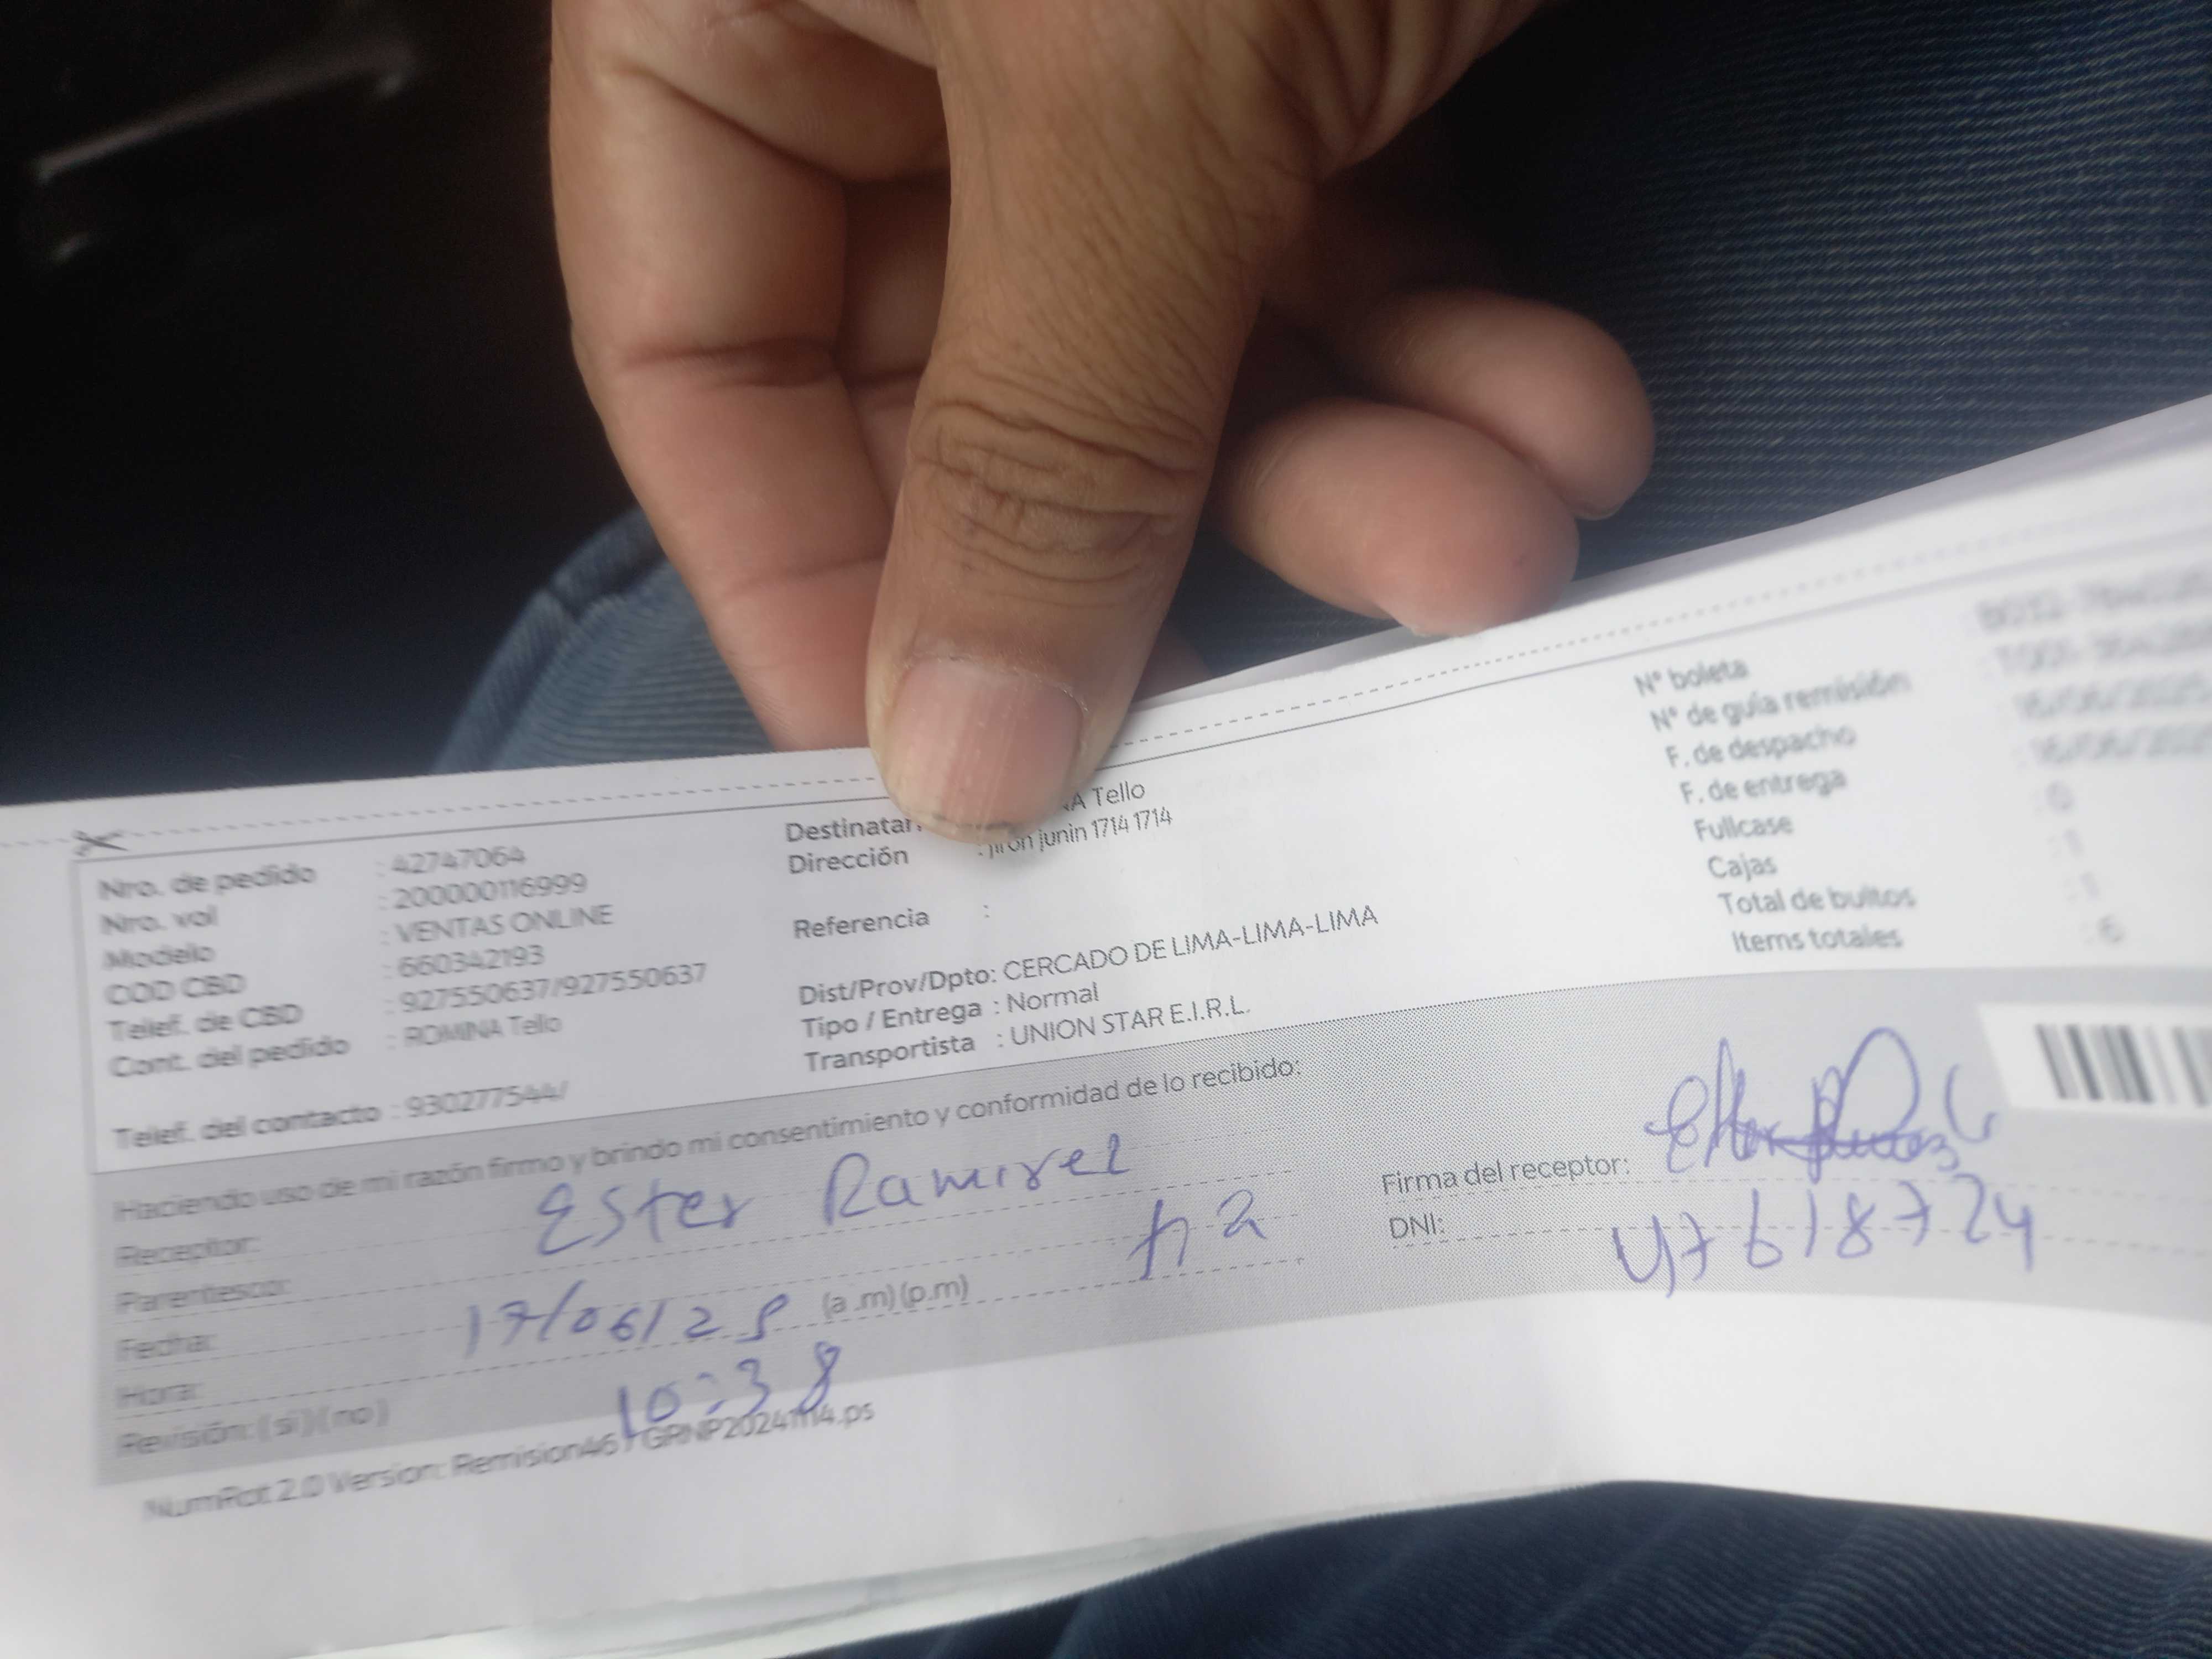 Nro. de pedido : 42747064
Nro. vol : 200000116999
Modelo : VENTAS ONLINE
COD CBD : 660342193
Telef. de CBD : 927550637/927550637
Cont. del pedido : ROMINA Tello
Telef. del contacto : 930277544/
Tello
Dirección : jiron junin 1714 1714
Referencia :
Dist/Prov/Dpto: CERCADO DE LIMA-LIMA-LIMA
Tipo / Entrega : Normal
Transportista : UNION STAR E.I.R.L.
N° boleta
N° de guía remisión
F. de despacho
F. de entrega
Fullcase : 0
Cajas : 1
Total de bultos : 1
Items totales : 6
Haciendo uso de mi razón firmo y brindo mi consentimiento y conformidad de lo recibido:
Receptor: Ester Ramirez
Parentesco:
Fecha: 17/06/25 (a .m) (p.m)
Hora: 10:38
Revisión: ( si ) ( no )
Firma del receptor:
DNI: 47618724
NumRot 2.0 Version: GRNP20241114.ps